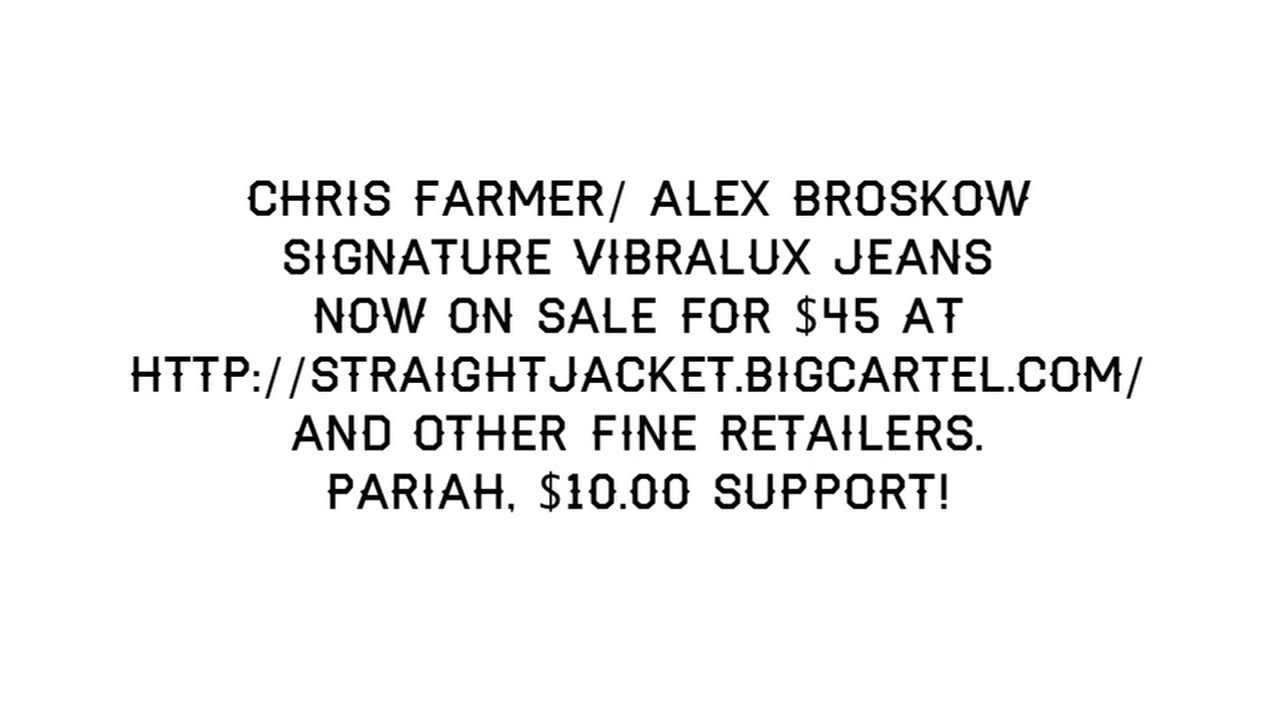 CHRIS FARMER/ ALEX BROSKOW
SIGNATURE VIBRALUX JEANS
NOW ON SALE FOR $45 AT
HTTP://STRAIGHTJACKET.BIGCARTEL.COM/
AND OTHER FINE RETAILERS.
PARIAH, $10.00 SUPPORT!